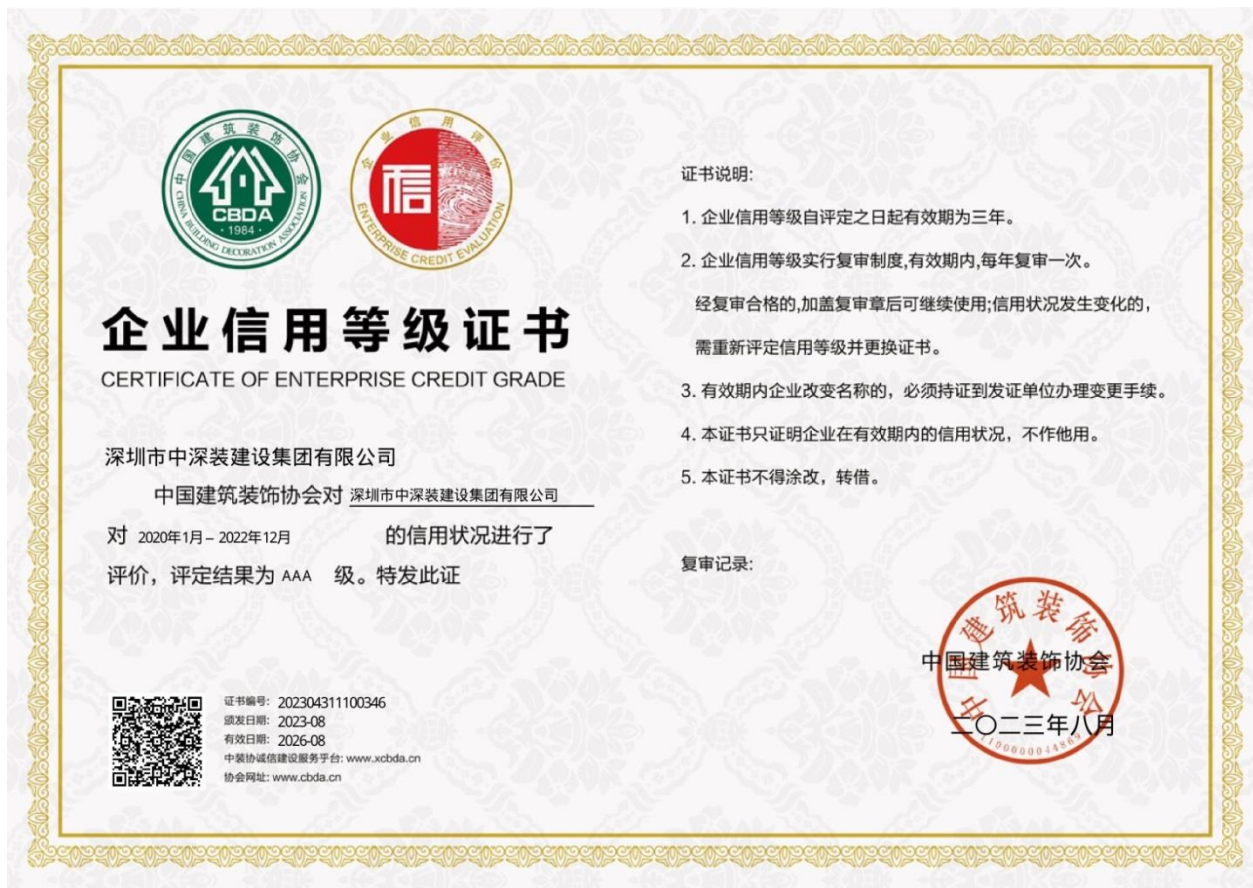 中国建筑装饰协会
CBDA
·1984·
CHINA BUILDING DECORATION ASSOCIATION
企业信用评价
信
ENTERPRISE CREDIT EVALUATION
企业信用等级证书
CERTIFICATE OF ENTERPRISE CREDIT GRADE
深圳市中深装建设集团有限公司
中国建筑装饰协会对 深圳市中深装建设集团有限公司
对 2020年1月– 2022年12月 的信用状况进行了
评价，评定结果为 AAA 级。特发此证
证书编号: 202304311100346
颁发日期: 2023-08
有效日期: 2026-08
中装协诚信建设服务平台: www.xcbda.cn
协会网址: www.cbda.cn
证书说明:
1. 企业信用等级自评定之日起有效期为三年。
2. 企业信用等级实行复审制度,有效期内,每年复审一次。
经复审合格的,加盖复审章后可继续使用;信用状况发生变化的，
需重新评定信用等级并更换证书。
3. 有效期内企业改变名称的，必须持证到发证单位办理变更手续。
4. 本证书只证明企业在有效期内的信用状况，不作他用。
5. 本证书不得涂改，转借。
复审记录:
中国建筑装饰协会
中国建筑装饰协会
二〇二三年八月